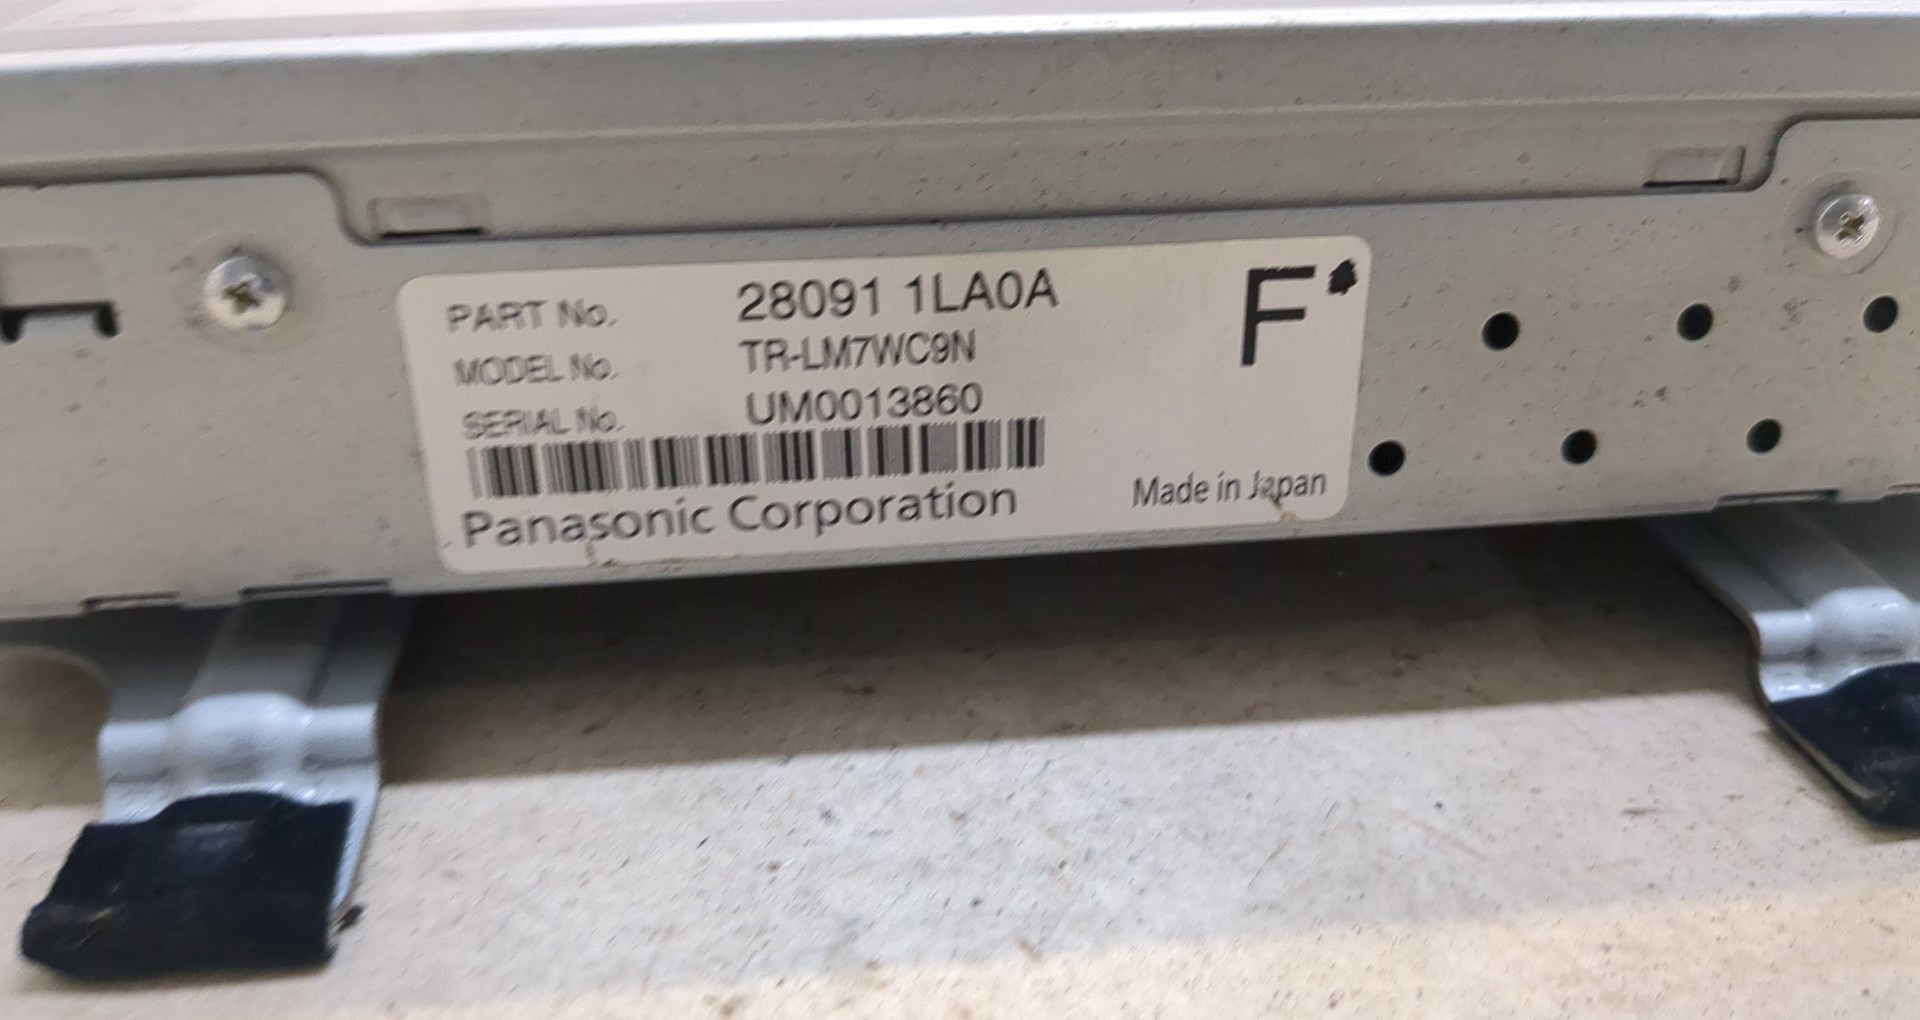 PART No. 28091 1LA0A
F
MODEL No. TR-LM7WC9N
SERIAL No. UM0013860
Panasonic Corporation
Made in Japan